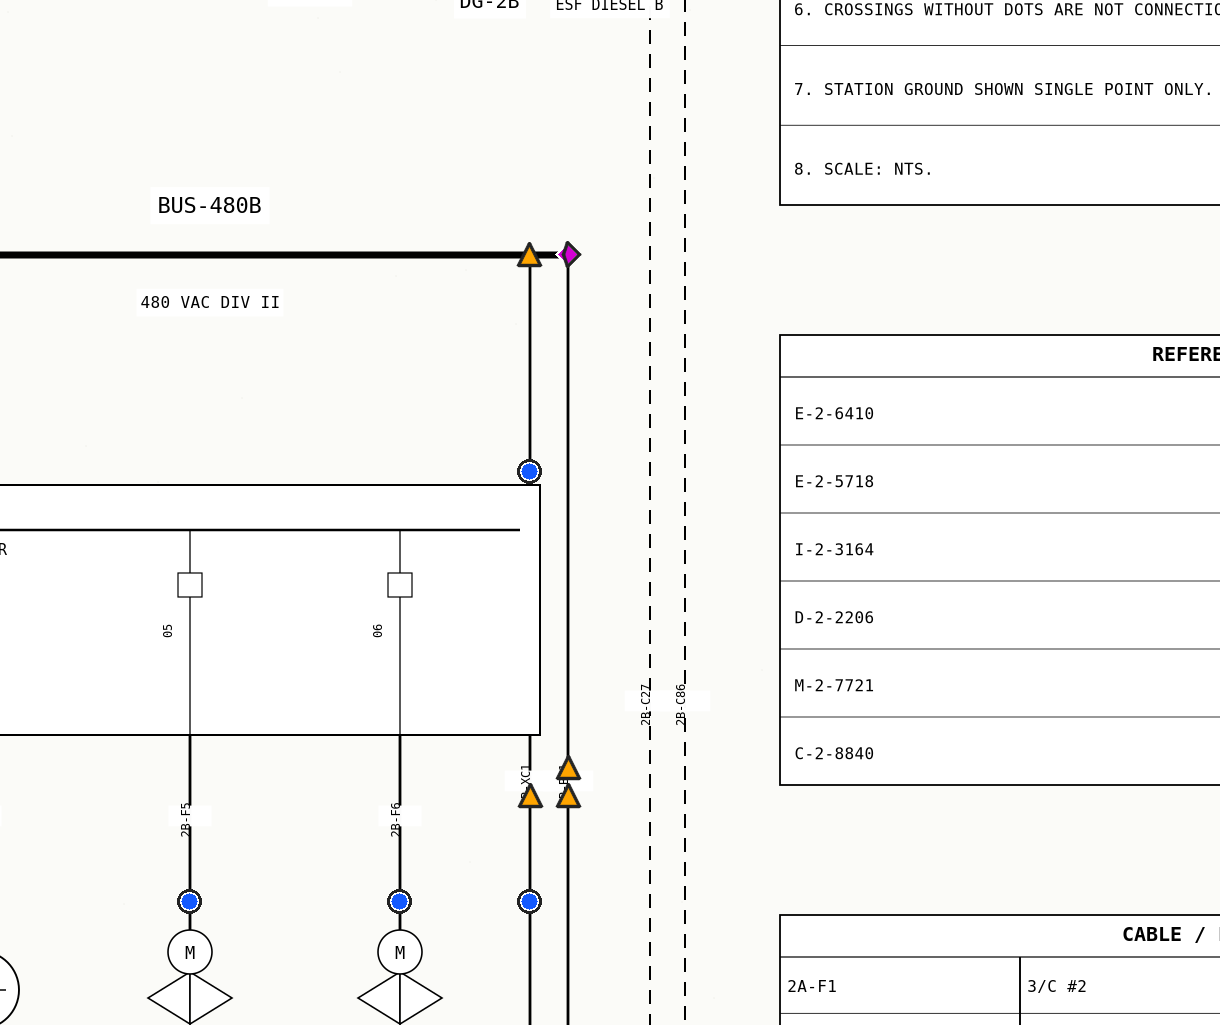 DG-2B
ESF DIESEL B
BUS-480B
480 VAC DIV II
R
05
06
2B-F5
2B-F6
2B-C27
2B-C86
M
M
6. CROSSINGS WITHOUT DOTS ARE NOT
7. STATION GROUND SHOWN SINGLE POINT ONLY.
8. SCALE: NTS.
E-2-6410
E-2-5718
I-2-3164
D-2-2206
M-2-7721
C-2-8840
CABLE /
2A-F1
3/C #2